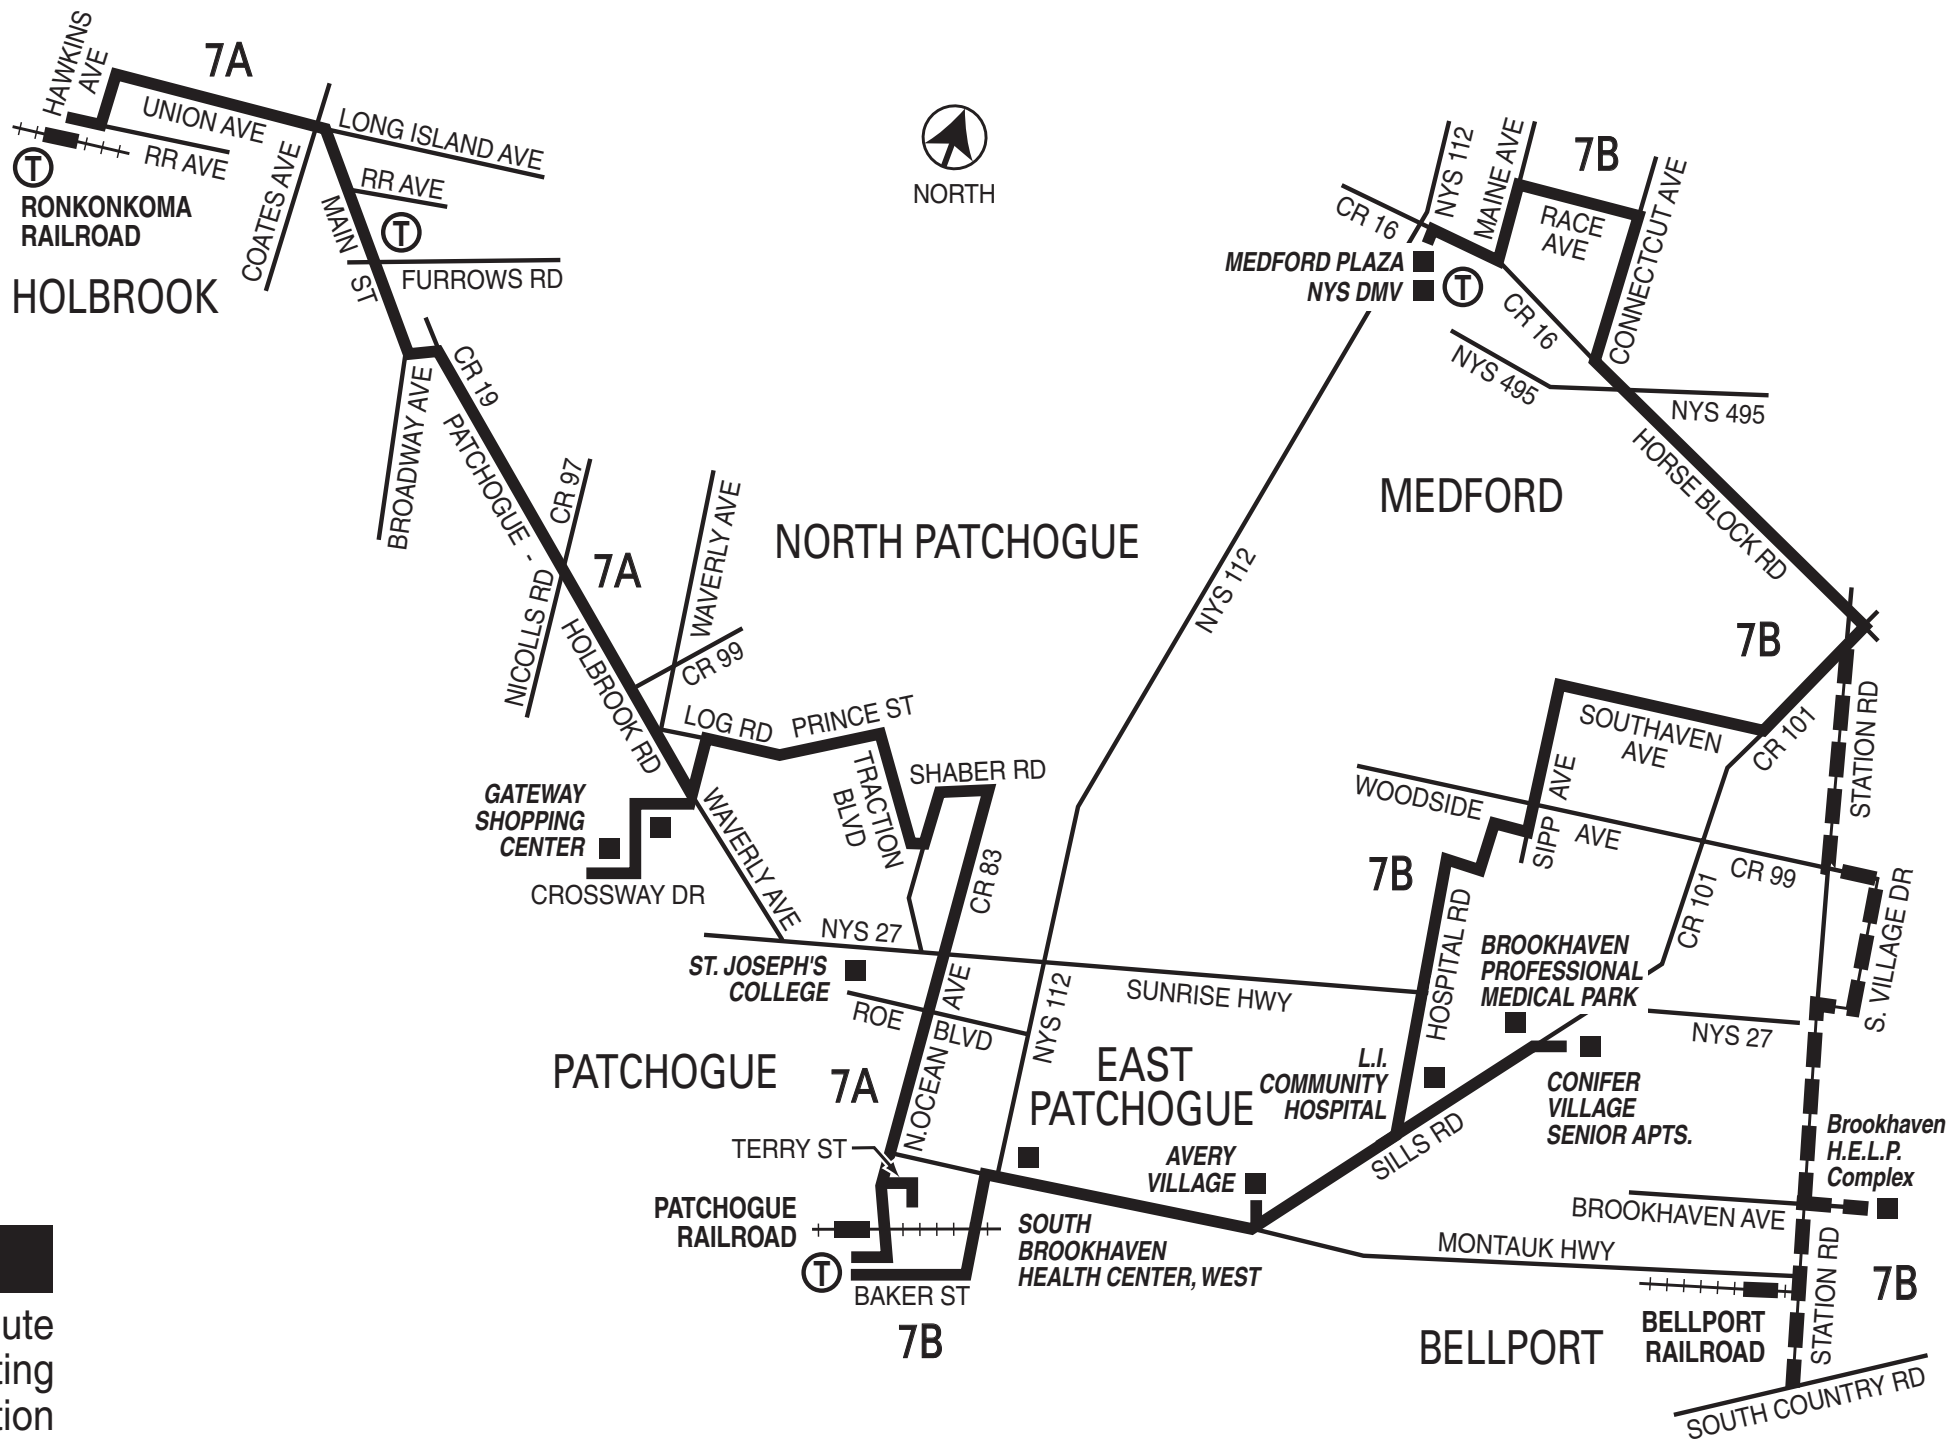 HAWKINS
AVE
7A
UNION AVE
RR AVE
LONG ISLAND AVE
T
RONKONKOMA
RAILROAD
COATES AVE
RR AVE
MAIN ST
T
FURROWS RD
HOLBROOK
NORTH
CR 19
BROADWAY AVE
PATCHOGUE - HOLBROOK RD
CR 97
NICOLLS RD
7A
WAVERLY AVE
CR 99
NORTH PATCHOGUE
LOG RD
PRINCE ST
TRACTION
BLVD
SHABER RD
GATEWAY
SHOPPING
CENTER
CROSSWAY DR
WAVERLY AVE
CR 83
NYS 27
ST. JOSEPH'S
COLLEGE
ROE BLVD
SUNRISE HWY
N.OCEAN AVE
NYS 112
PATCHOGUE
7A
EAST
PATCHOGUE
TERRY ST
PATCHOGUE
RAILROAD
T
BAKER ST
7B
SOUTH
BROOKHAVEN
HEALTH CENTER, WEST
AVERY
VILLAGE
L.I.
COMMUNITY
HOSPITAL
SILLS RD
CR 16
NYS 112
MAINE AVE
7B
RACE
AVE
CONNECTCUT AVE
MEDFORD PLAZA
NYS DMV
T
CR 16
NYS 495
NYS 495
HORSE BLOCK RD
MEDFORD
NYS 112
7B
SOUTHAVEN
AVE
CR 101
STATION RD
WOODSIDE AVE
SIPP AVE
CR 99
7B
HOSPITAL RD
CR 101
S. VILLAGE DR
BROOKHAVEN
PROFESSIONAL
MEDICAL PARK
NYS 27
CONIFER
VILLAGE
SENIOR APTS.
Brookhaven
H.E.L.P.
Complex
BROOKHAVEN AVE
MONTAUK HWY
STATION RD
7B
BELLPORT
BELLPORT
RAILROAD
SOUTH COUNTRY RD
ute
ting
tion